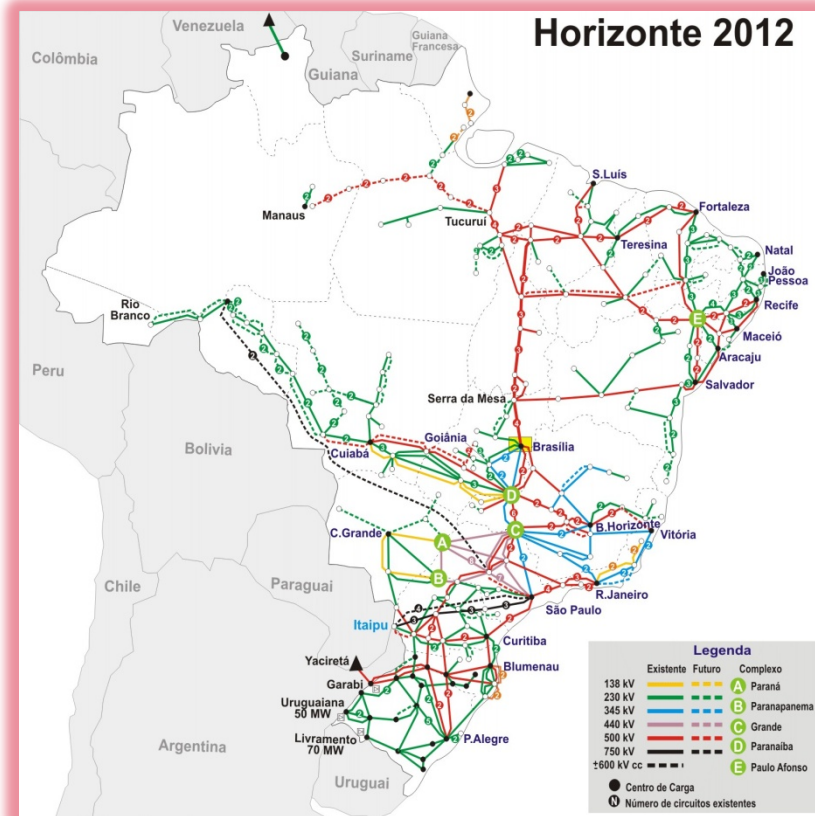 Horizonte 2012
Venezuela
Colômbia
Suriname
Guiana
Francesa
Guiana
S.Luís
Manaus
Tucuruí
Fortaleza
Teresina
Natal
João
Pessoa
Recife
Rio
Branco
E
Maceió
Aracaju
Salvador
Peru
Serra da Mesa
Bolivia
Goiânia
Brasília
Cuiabá
D
C.Grande
A
C
B.Horizonte
Vitória
B
Chile
Paraguai
R.Janeiro
São Paulo
Itaipu
Curitiba
Yaciretá
Blumenau
Garabi
Uruguaiana
50 MW
Livramento
70 MW
P.Alegre
Argentina
Uruguai
Legenda
Existente Futuro Complexo
138 kV A Paraná
230 kV
345 kV B Paranapanema
440 kV C Grande
500 kV D Paranaíba
750 kV
±600 kV cc E Paulo Afonso
Centro de Carga
N Número de circuitos existentes